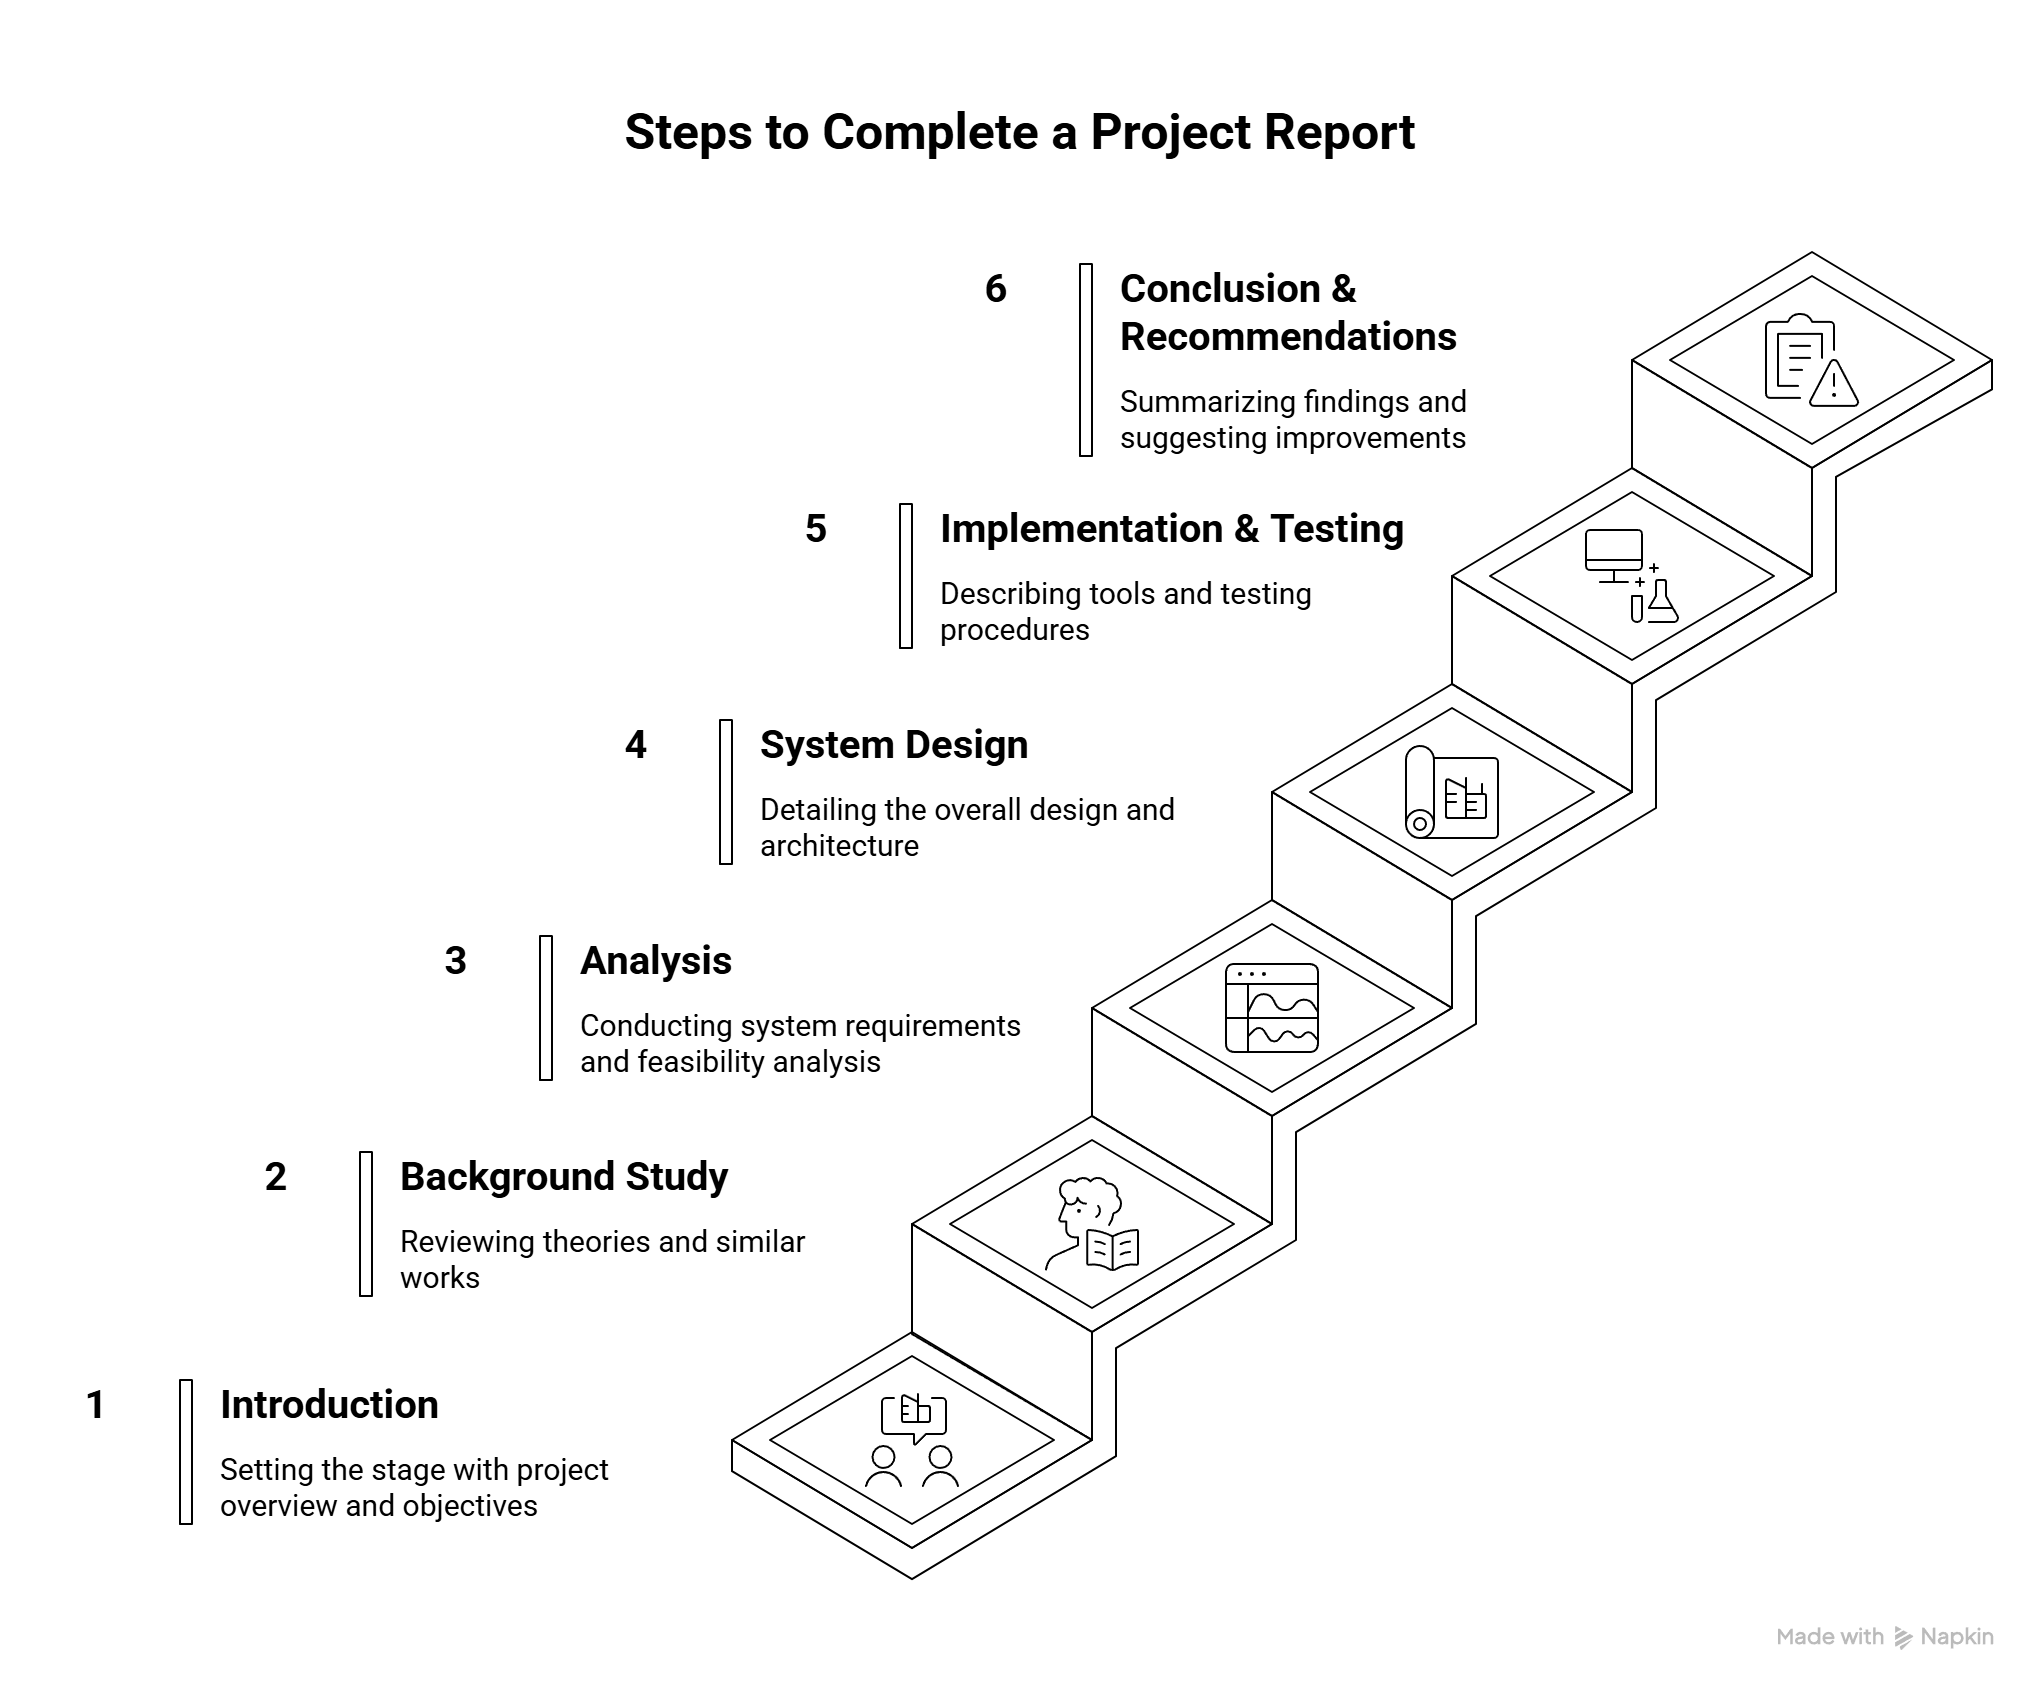 Steps to Complete a Project Report
6
Conclusion &
Recommendations
Summarizing findings and
suggesting improvements
5
Implementation & Testing
Describing tools and testing
procedures
4
System Design
Detailing the overall design and
architecture
3
Analysis
Conducting system requirements
and feasibility analysis
2
Background Study
Reviewing theories and similar
works
1
Introduction
Setting the stage with project
overview and objectives
Made with Napkin